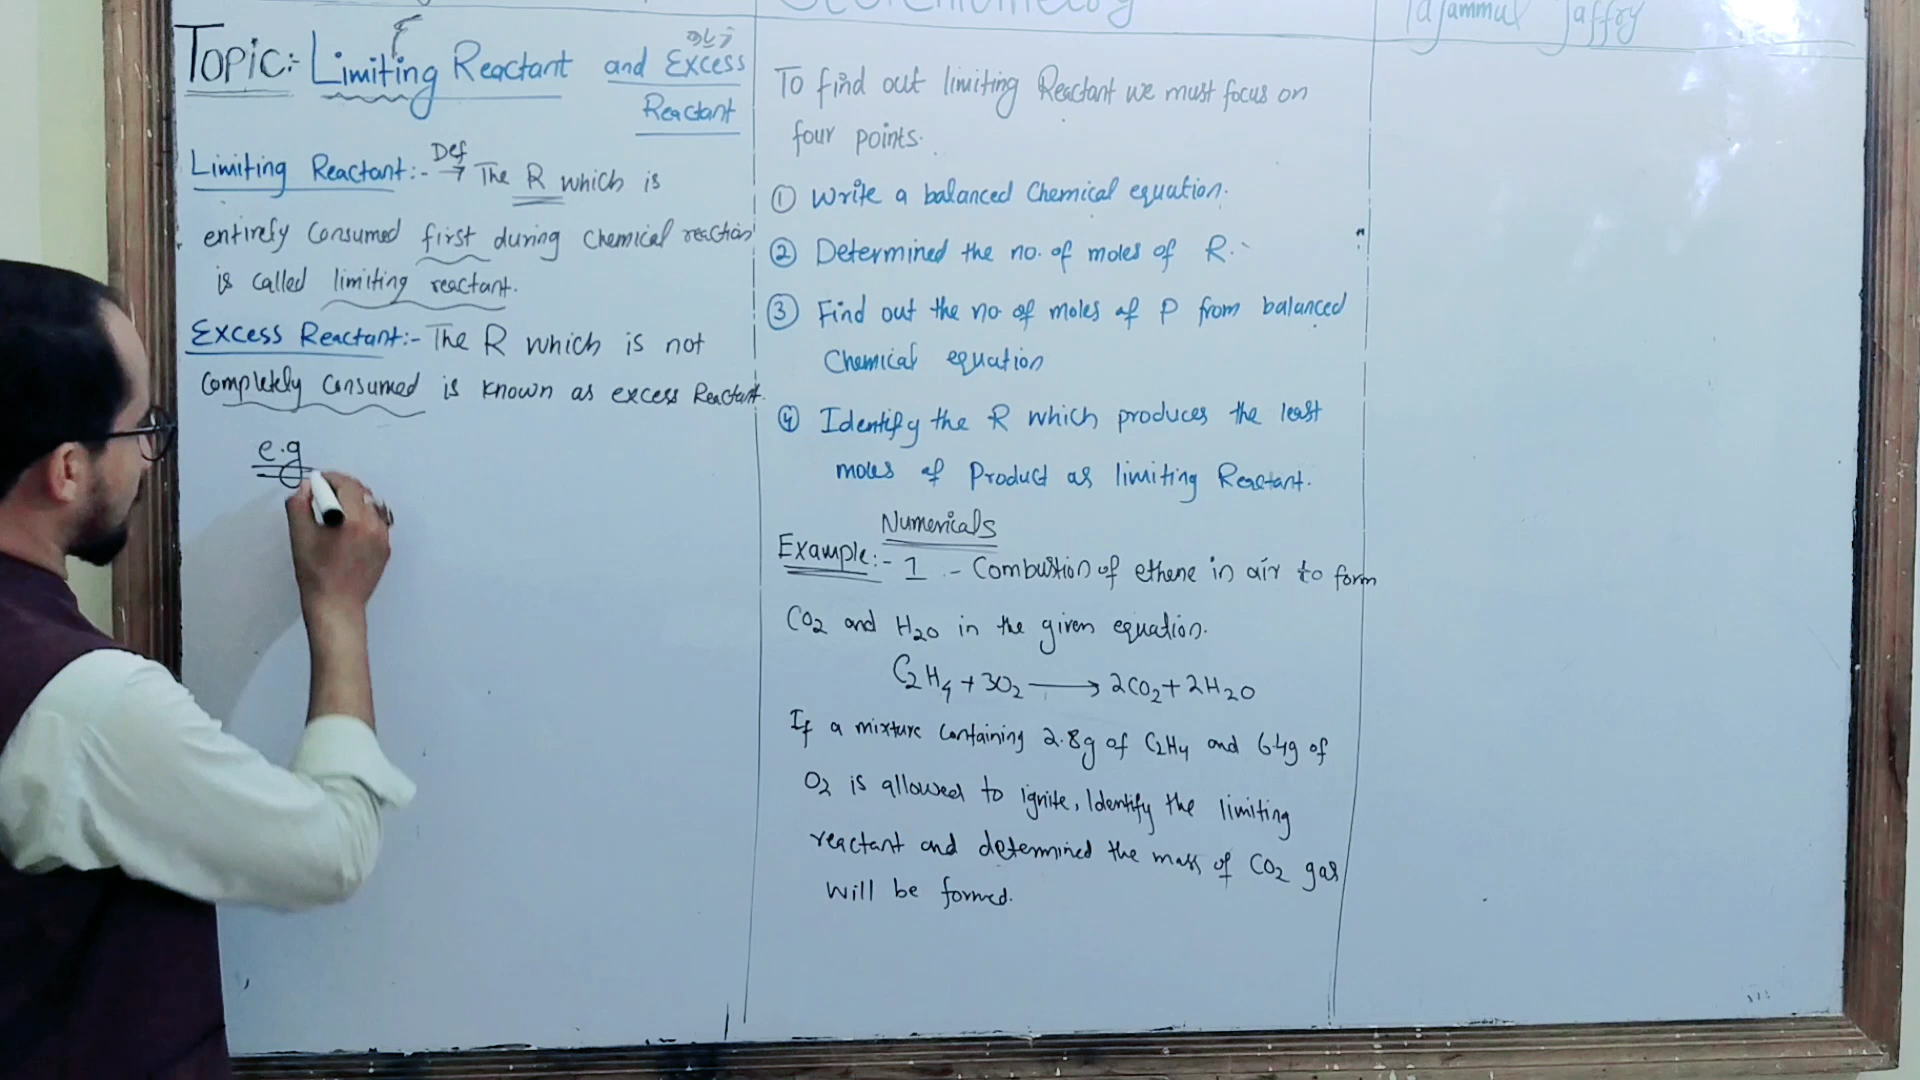 Tajammul Jaffry
Topic:- Limiting Reactant and Excess
Reactant
Limiting Reactant:- Def → The R which is
entirely Consumed first during Chemical reaction
is called limiting reactant.
Excess Reactant:- The R which is not
Completely Consumed is known as excess Reactant.
e.g
To find out limiting Reactant we must focus on
four points.
① Write a balanced Chemical equation.
② Determined the no. of moles of R.
③ Find out the no of moles of P from balanced
Chemical equation
④ Identify the R which produces the least
moles of Product as limiting Reactant.
Numericals
Example:- 1 - Combustion of ethene in air to form
CO2 and H2O in the given equation.
C2H4 + 3O2 → 2CO2 + 2H2O
If a mixture Containing 2.8g of C2H4 and 6.4g of
O2 is allowed to ignite, Identify the limiting
reactant and determined the mass of CO2 gas
will be formed.